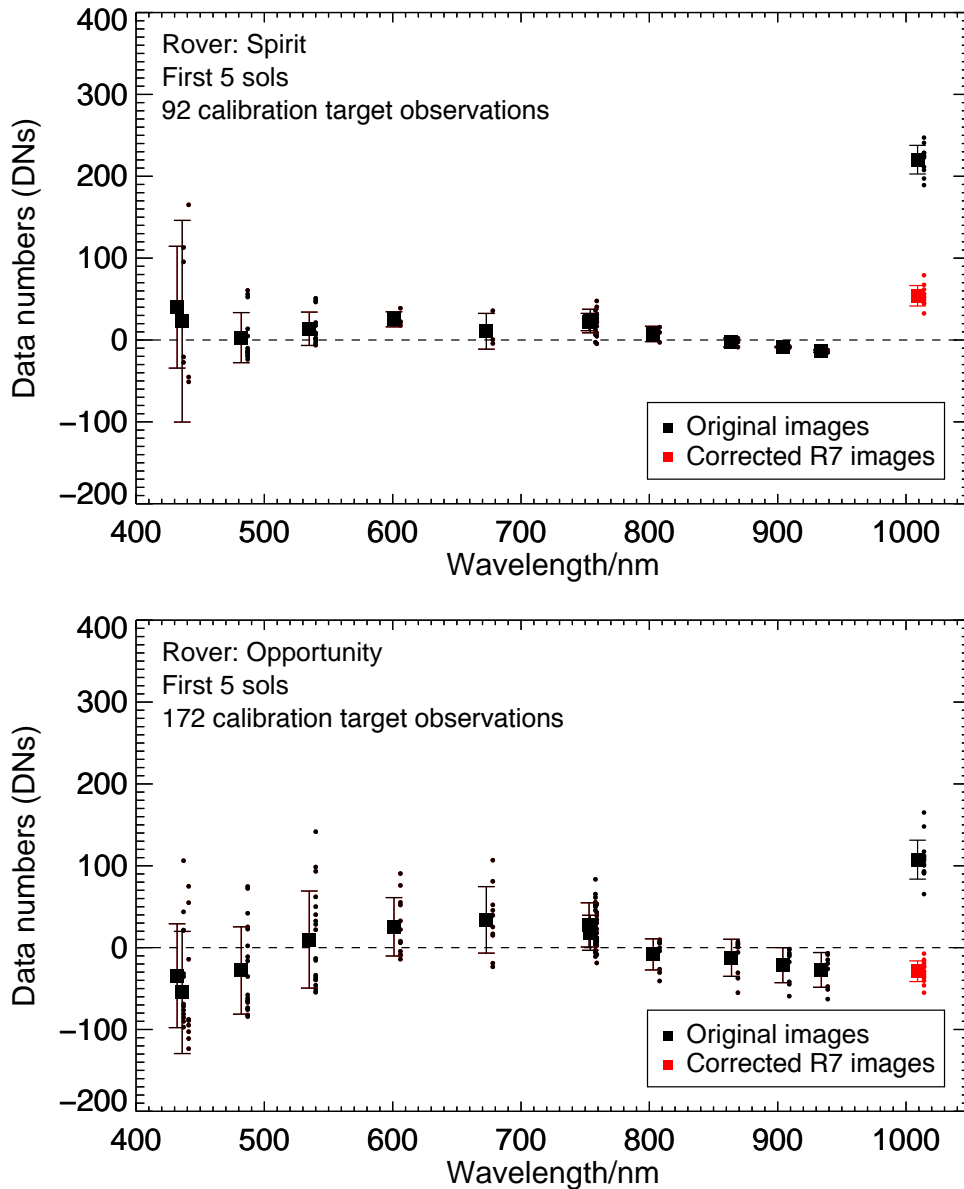 400
Rover: Spirit
First 5 sols
300
92 calibration target observations
200
100
0
−100
−200
Data numbers (DNs)
Original images
Corrected R7 images
400 500 600 700 800 900 1000
Wavelength/nm
400
Rover: Opportunity
First 5 sols
300
172 calibration target observations
200
100
0
−100
−200
Data numbers (DNs)
Original images
Corrected R7 images
400 500 600 700 800 900 1000
Wavelength/nm